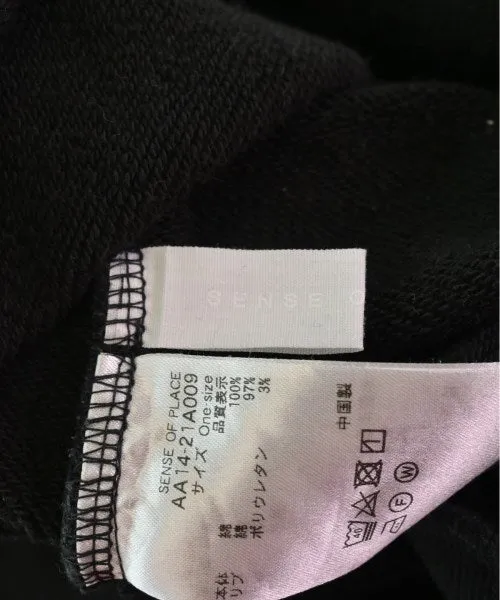 SENSE O
SENSE OF PLACE
AA14-21A009
サイズ One-size
品質表示
本体 綿 100%
リブ 綿 97%
ポリウレタン 3%
中国製
40
F W